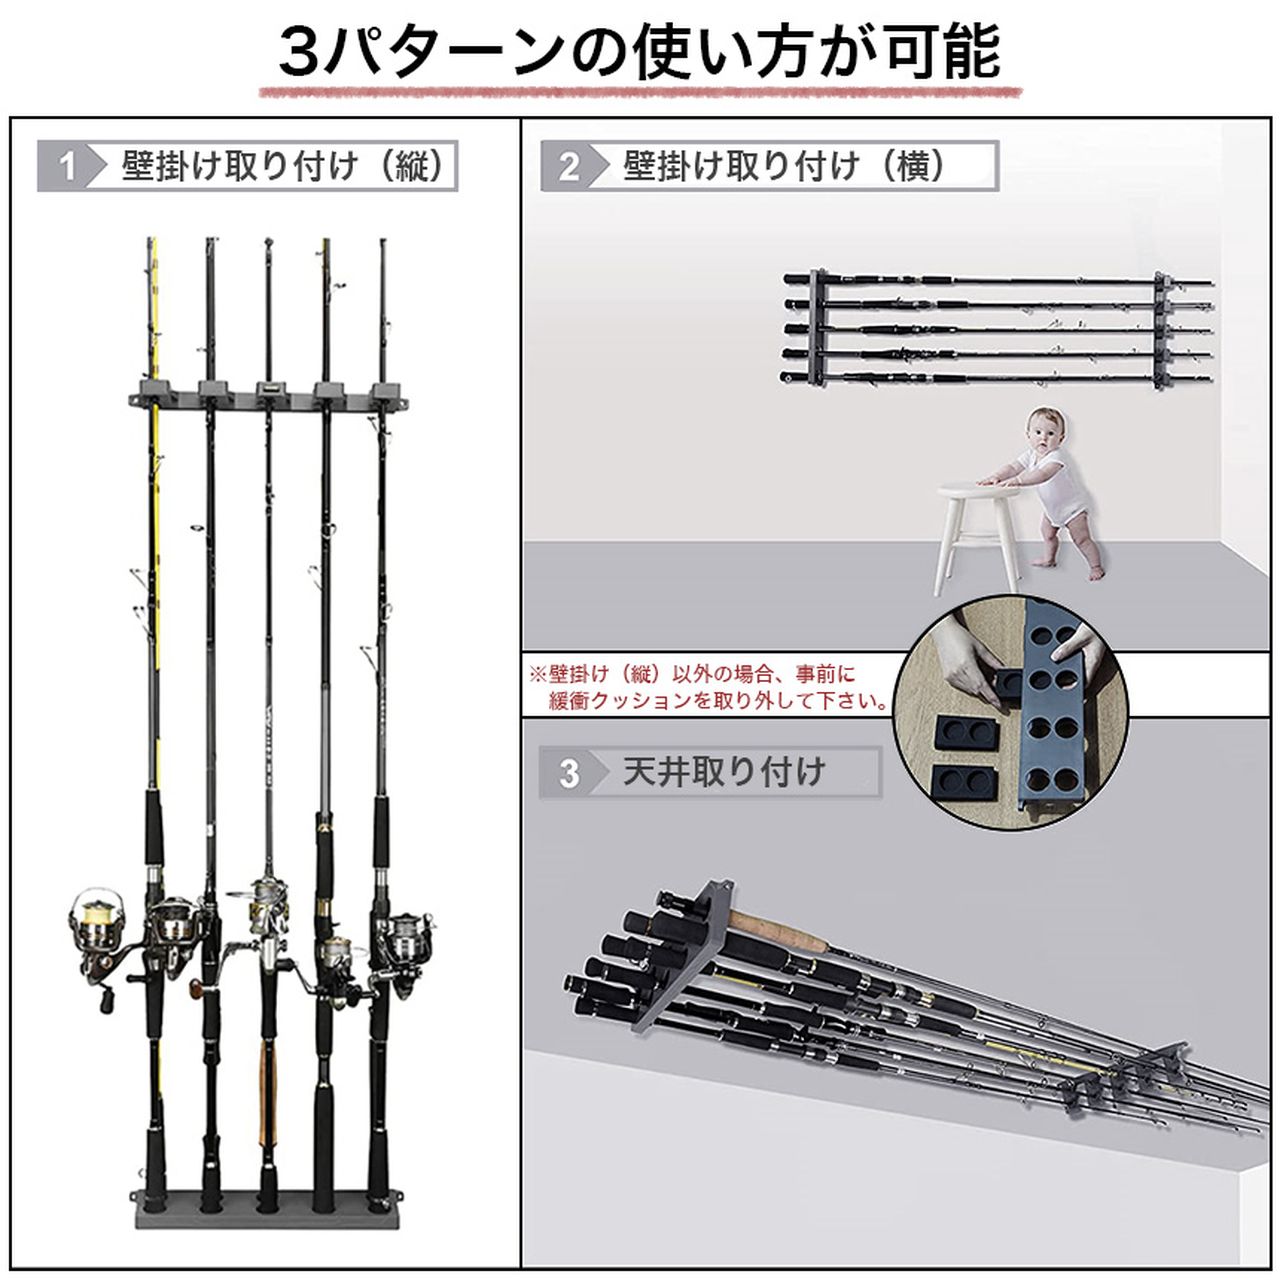 3パターンの使い方が可能
1 壁掛け取り付け（縦）
2 壁掛け取り付け（横）
※壁掛け（縦）以外の場合、事前に
緩衝クッションを取り外して下さい。
3 天井取り付け